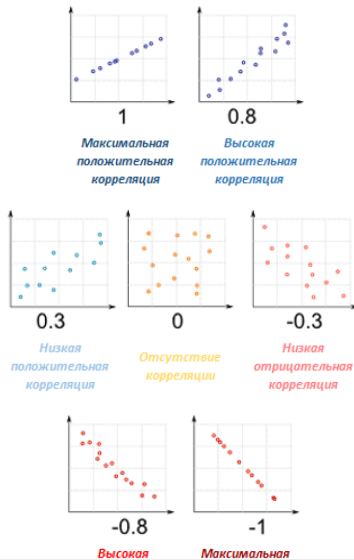 1 0.8
Максимальная Высокая
положительная положительная
корреляция корреляция
0.3 0 -0.3
Низкая Отсутствие Низкая
положительная корреляции отрицательная
корреляция корреляция
-0.8 -1
Высокая Максимальная